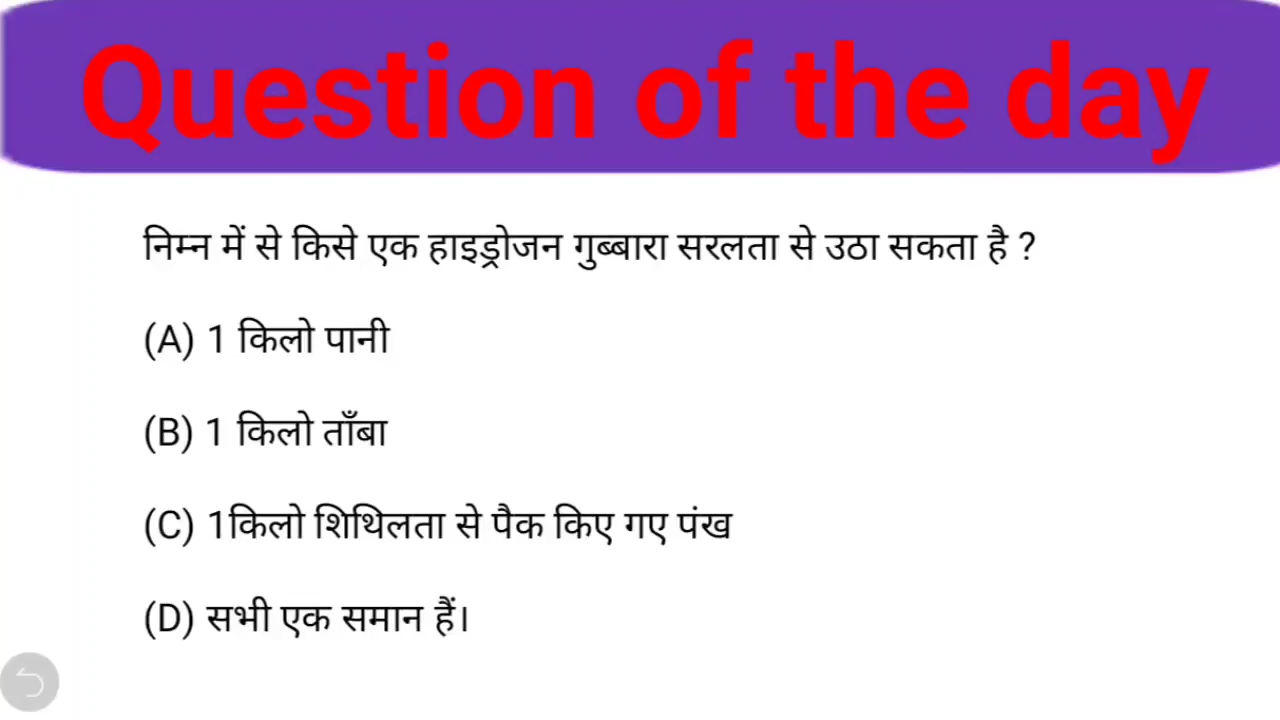 Question of the day
निम्न में से किसे एक हाइड्रोजन गुब्बारा सरलता से उठा सकता है ?
(A) 1 किलो पानी
(B) 1 किलो ताँबा
(C) 1किलो शिथिलता से पैक किए गए पंख
(D) सभी एक समान हैं।